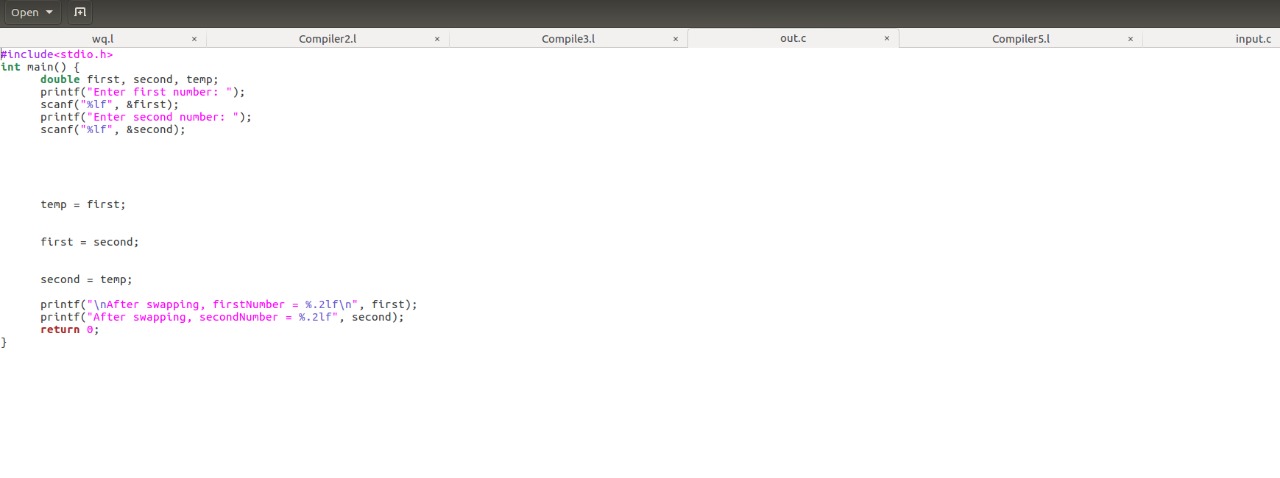 Open
wq.l × Compiler2.l × Compile3.l × out.c × Compiler5.l × input.c
#include<stdio.h>
int main() {
      double first, second, temp;
      printf("Enter first number: ");
      scanf("%lf", &first);
      printf("Enter second number: ");
      scanf("%lf", &second);
      temp = first;
      first = second;
      second = temp;
      printf("\nAfter swapping, firstNumber = %.2lf\n", first);
      printf("After swapping, secondNumber = %.2lf", second);
      return 0;
}